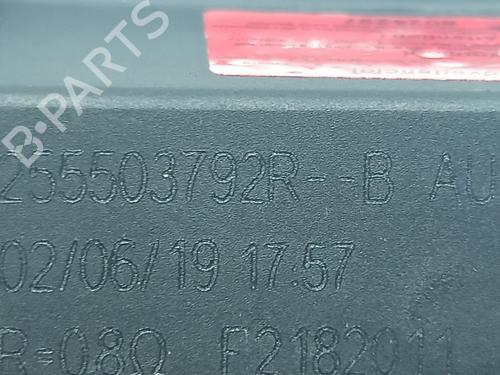 B-PARTS
255503792R--B AU
02/06/19 17:57
R=08Ω F2182011